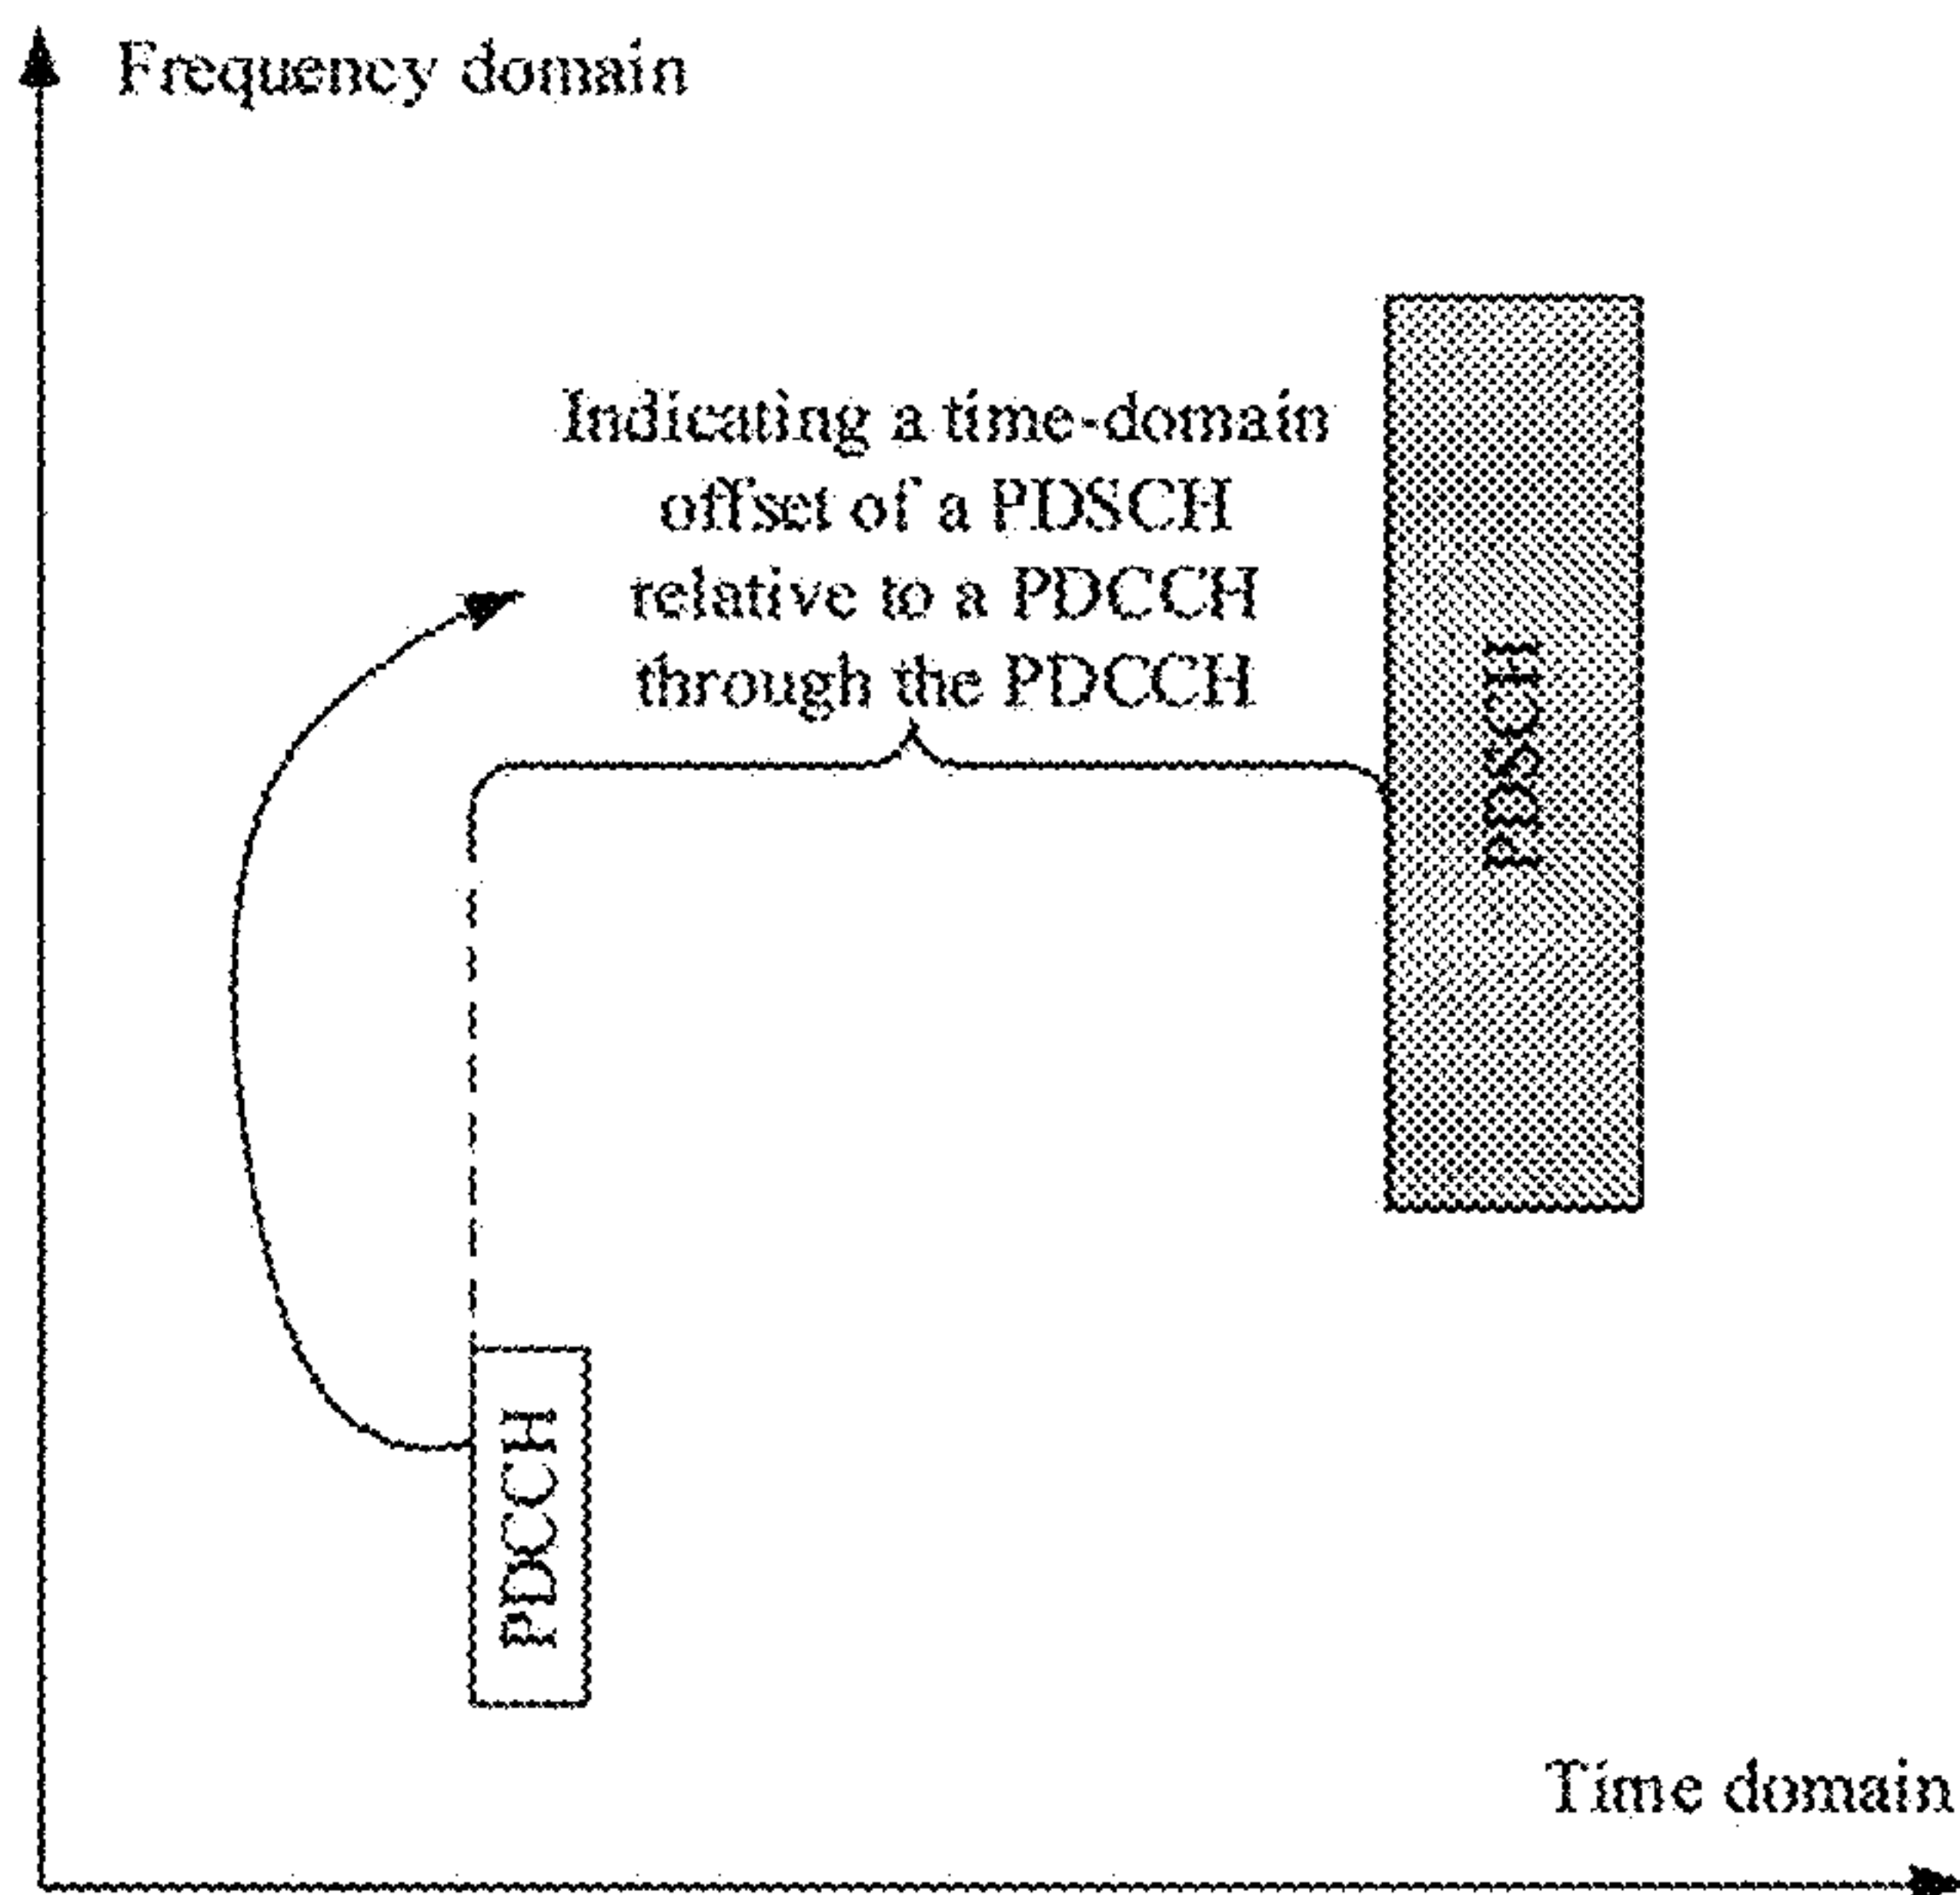 Frequency domain
Indicating a time-domain
offset of a PDSCH
relative to a PDCCH
through the PDCCH
PDSCH
PDCCH
Time domain